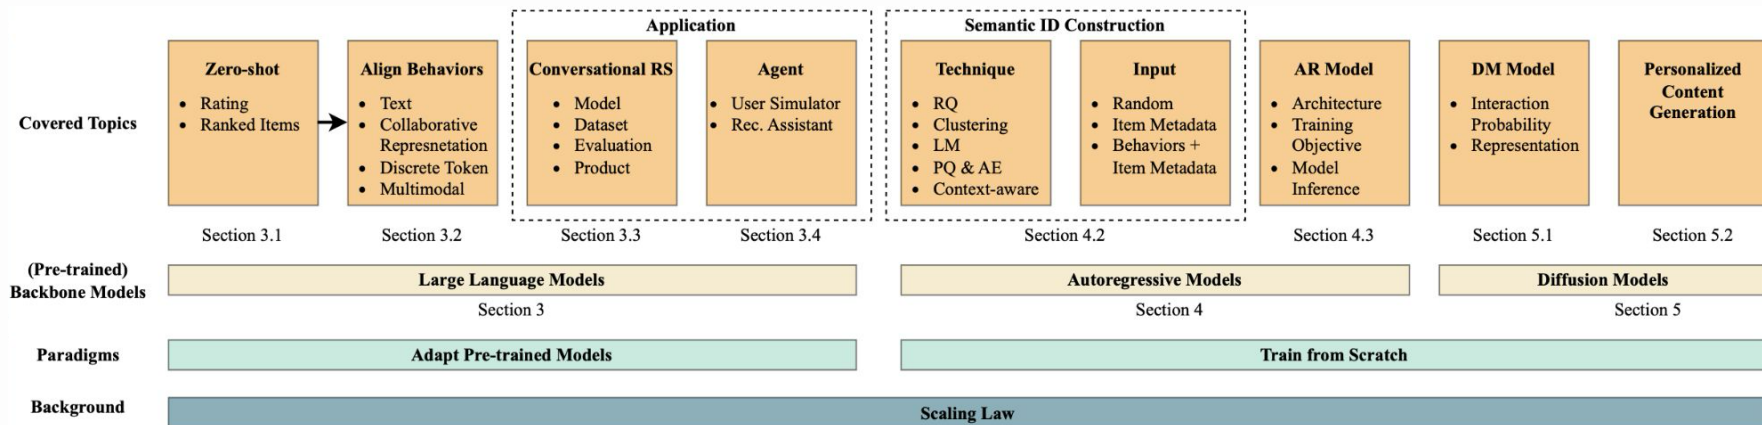 Application
Semantic ID Construction
Covered Topics
Zero-shot
• Rating
• Ranked Items
Align Behaviors
• Text
• Collaborative
Represnetation
• Discrete Token
• Multimodal
Conversational RS
• Model
• Dataset
• Evaluation
• Product
Agent
• User Simulator
• Rec. Assistant
Technique
• RQ
• Clustering
• LM
• PQ & AE
• Context-aware
Input
• Random
• Item Metadata
• Behaviors +
Item Metadata
AR Model
• Architecture
• Training
Objective
• Model
Inference
DM Model
• Interaction
Probability
• Representation
Personalized
Content
Generation
Section 3.1
Section 3.2
Section 3.3
Section 3.4
Section 4.2
Section 4.3
Section 5.1
Section 5.2
(Pre-trained)
Backbone Models
Large Language Models
Autoregressive Models
Diffusion Models
Section 3
Section 4
Section 5
Paradigms
Adapt Pre-trained Models
Train from Scratch
Background
Scaling Law